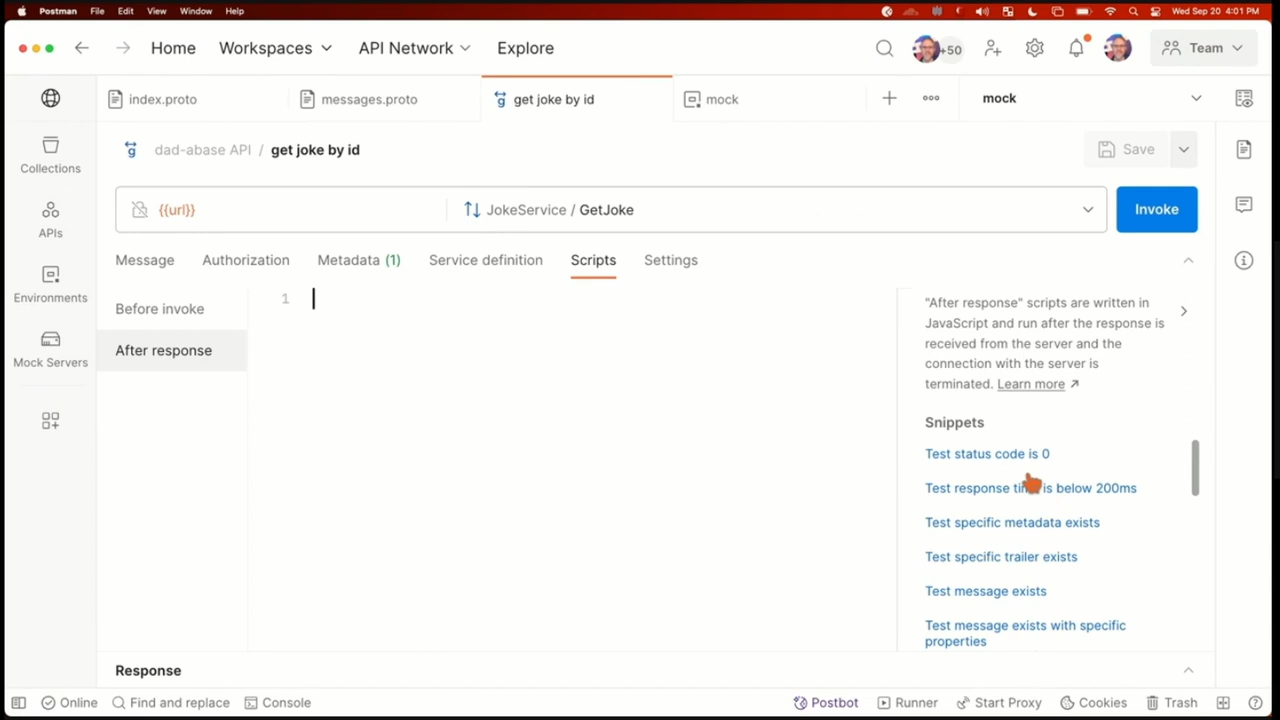 Postman File Edit View Window Help Wed Sep 20 4:01 PM
Home Workspaces API Network Explore +50 Team
index.proto messages.proto get joke by id mock mock
dad-abase API / get joke by id Save
{{url}} JokeService / GetJoke Invoke
Message Authorization Metadata (1) Service definition Scripts Settings
Collections
APIs
Environments
Mock Servers
Before invoke
After response
1
"After response" scripts are written in
JavaScript and run after the response is
received from the server and the
connection with the server is
terminated. Learn more
Snippets
Test status code is 0
Test response time is below 200ms
Test specific metadata exists
Test specific trailer exists
Test message exists
Test message exists with specific
properties
Response
Online Find and replace Console Postbot Runner Start Proxy Cookies Trash